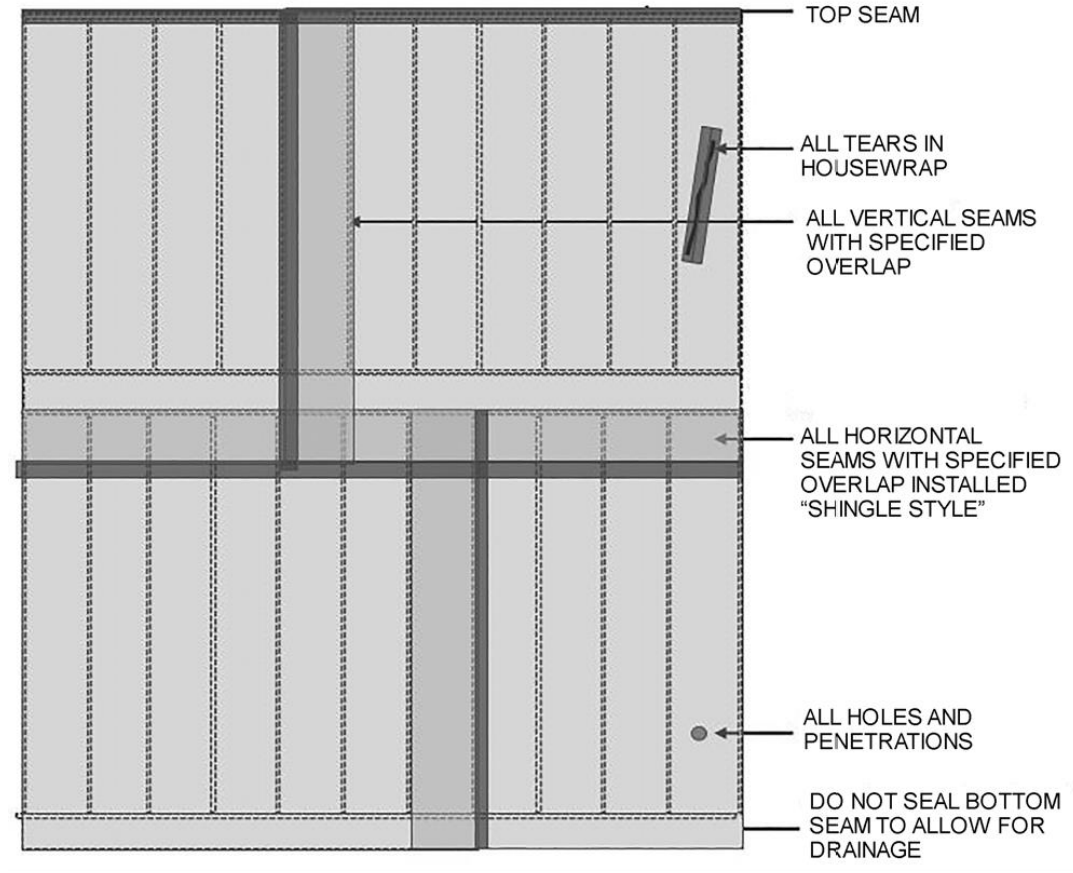 TOP SEAM
ALL TEARS IN
HOUSEWRAP
ALL VERTICAL SEAMS
WITH SPECIFIED
OVERLAP
ALL HORIZONTAL
SEAMS WITH SPECIFIED
OVERLAP INSTALLED
“SHINGLE STYLE”
ALL HOLES AND
PENETRATIONS
DO NOT SEAL BOTTOM
SEAM TO ALLOW FOR
DRAINAGE